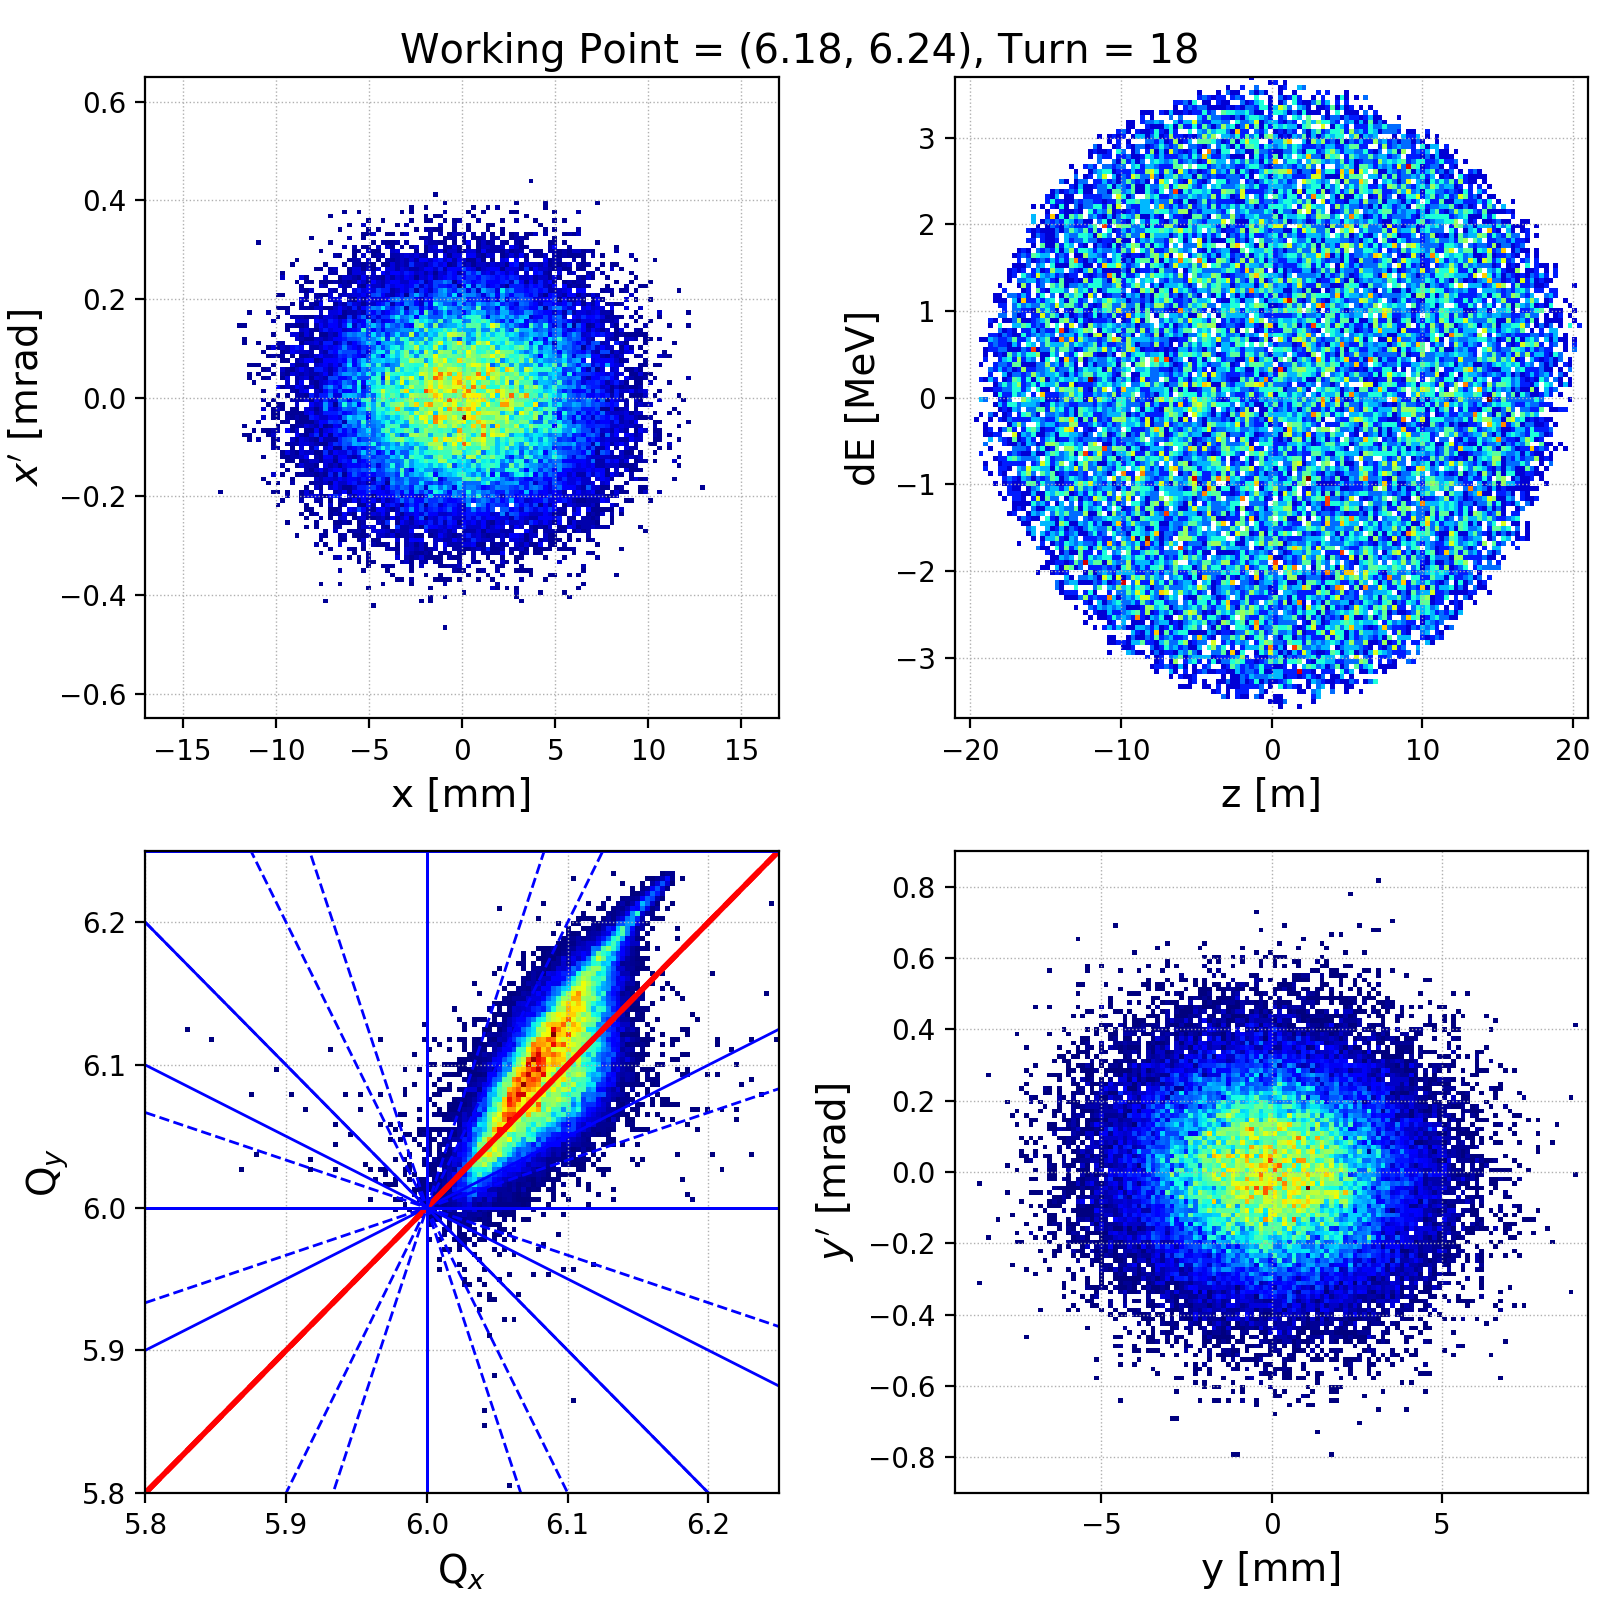 Working Point = (6.18, 6.24), Turn = 18
0.6
0.4
0.2
0.0
−0.2
−0.4
−0.6
x′ [mrad]
−15 −10 −5 0 5 10 15
x [mm]
3
2
1
0
−1
−2
−3
dE [MeV]
−20 −10 0 10 20
z [m]
6.2
6.1
6.0
5.9
5.8
Qy
5.8 5.9 6.0 6.1 6.2
Qx
0.8
0.6
0.4
0.2
0.0
−0.2
−0.4
−0.6
−0.8
y′ [mrad]
−5 0 5
y [mm]